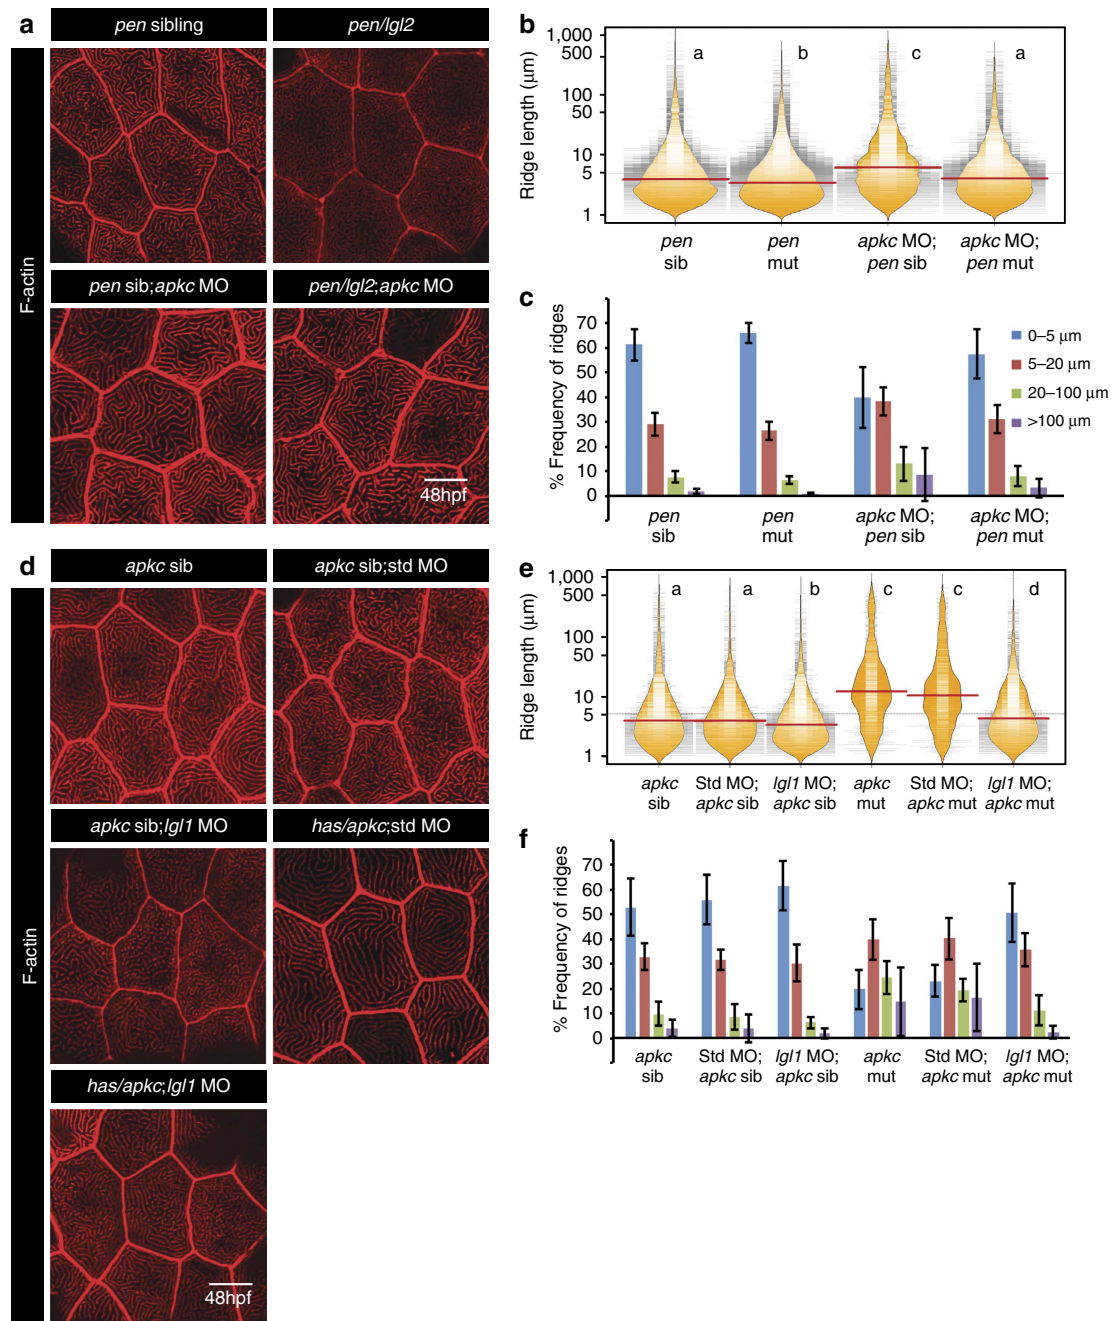 a
pen sibling
pen/lgl2
F-actin
pen sib;apkc MO
pen/lgl2;apkc MO
48hpf
b
Ridge length (μm)
1,000
500
100
50
10
5
1
a
b
c
a
pen sib
pen mut
apkc MO; pen sib
apkc MO; pen mut
c
% Frequency of ridges
70
60
50
40
30
20
10
0
0–5 μm
5–20 μm
20–100 μm
>100 μm
pen sib
pen mut
apkc MO; pen sib
apkc MO; pen mut
d
apkc sib
apkc sib;std MO
F-actin
apkc sib;lgl1 MO
has/apkc;std MO
has/apkc;lgl1 MO
48hpf
e
Ridge length (μm)
1,000
500
100
50
10
5
1
a
a
b
c
c
d
apkc sib
Std MO; apkc sib
lgl1 MO; apkc sib
apkc mut
Std MO; apkc mut
lgl1 MO; apkc mut
f
% Frequency of ridges
70
60
50
40
30
20
10
0
apkc sib
Std MO; apkc sib
lgl1 MO; apkc sib
apkc mut
Std MO; apkc mut
lgl1 MO; apkc mut